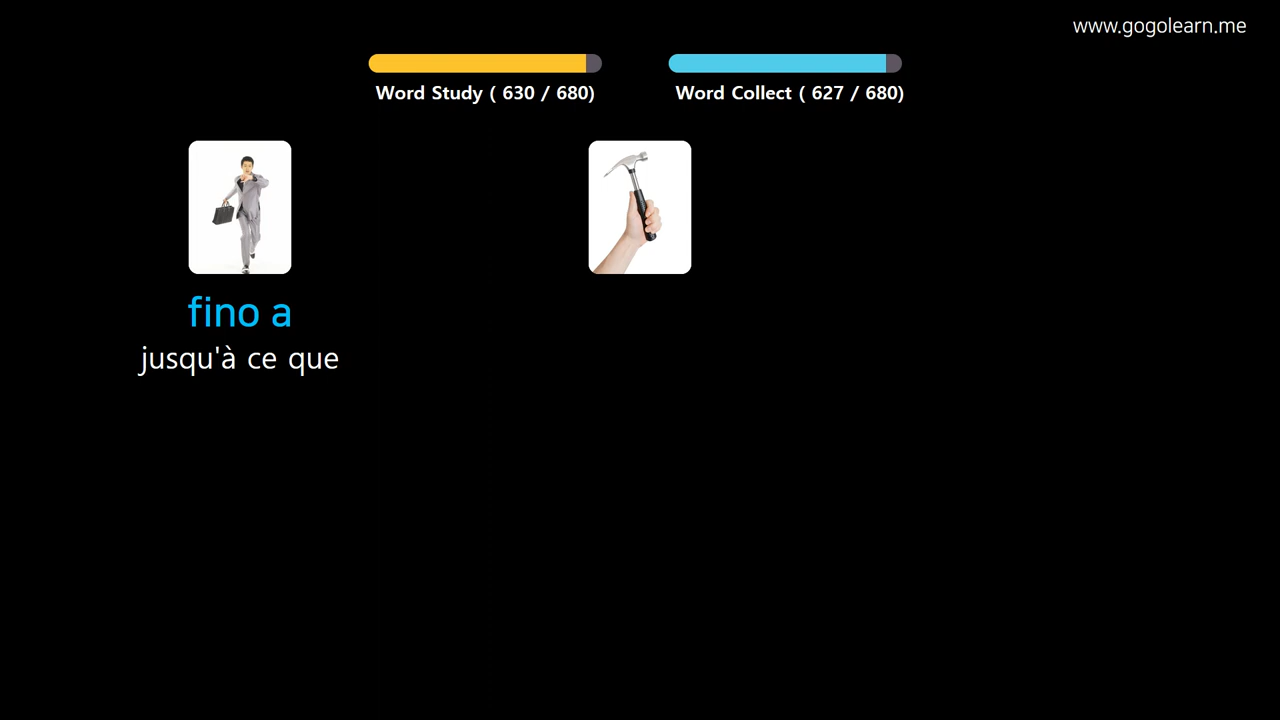 www.gogolearn.me
Word Study ( 630 / 680)
Word Collect ( 627 / 680)
fino a
jusqu'à ce que